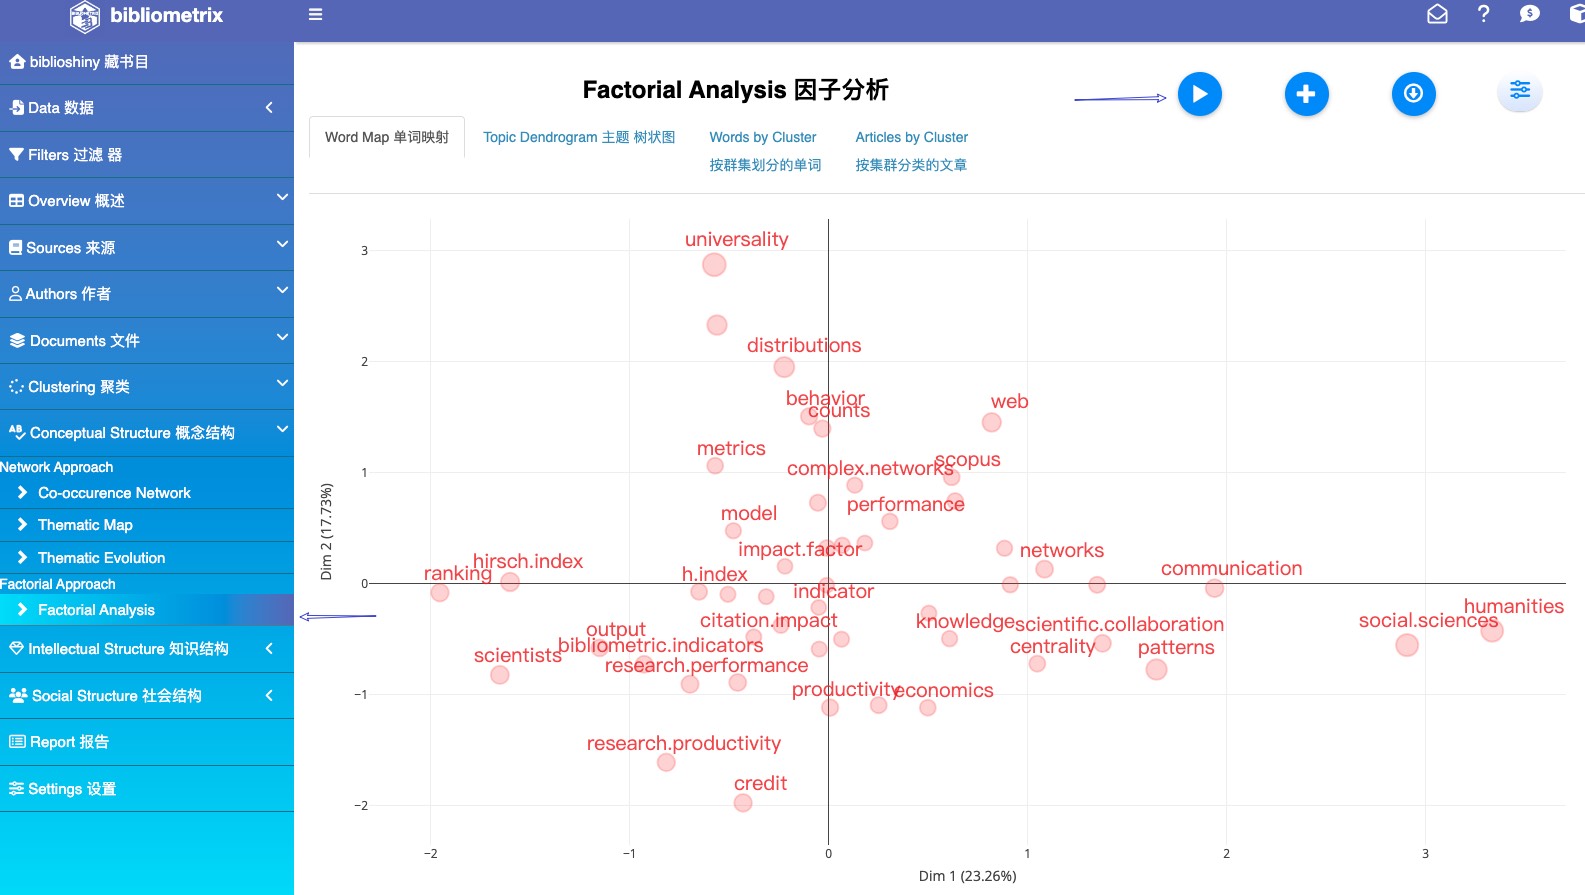 bibliometrix
biblioshiny 藏书目
Data 数据
Filters 过滤 器
Overview 概述
Sources 来源
Authors 作者
Documents 文件
Clustering 聚类
Conceptual Structure 概念结构
Network Approach
Co-occurence Network
Thematic Map
Thematic Evolution
Factorial Approach
Factorial Analysis
Intellectual Structure 知识结构
Social Structure 社会结构
Report 报告
Settings 设置
Factorial Analysis 因子分析
Word Map 单词映射
Topic Dendrogram 主题 树状图
Words by Cluster
按群集划分的单词
Articles by Cluster
按集群分类的文章
universality
distributions
behavior
counts
web
metrics
complex.networks
scopus
performance
model
impact.factor
networks
hirsch.index
ranking
h.index
communication
indicator
humanities
social.sciences
citation.impact
knowledge
scientific.collaboration
output
bibliometric.indicators
centrality
patterns
scientists
research.performance
productivity
economics
research.productivity
credit
3
2
1
0
−1
−2
Dim 2 (17.73%)
−2
−1
0
1
2
3
Dim 1 (23.26%)